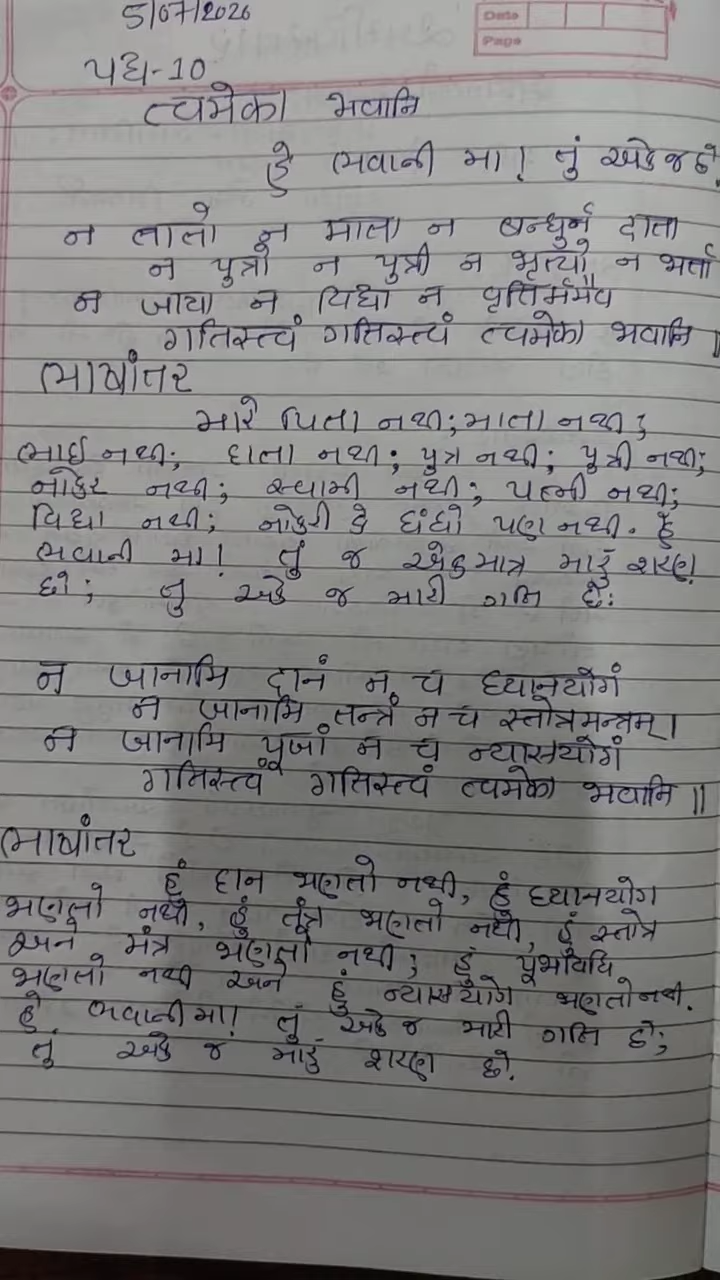 5/07/2026
Date
Page
પદ્ય-10
त्वमेका भवानि
હે ભવાની મા! તું એક જ છે.
न तातो न माता न बन्धुर्न दाता
न पुत्रो न पुत्री न भृत्यो न भर्ता
न जाया न विद्या न वृत्तिर्ममैव
गतिस्त्वं गतिस्त्वं त्वमेका भवानि ॥
ભાષાંતર
મારે પિતા નથી; માતા નથી;
ભાઈ નથી; દાતા નથી; પુત્ર નથી; પુત્રી નથી;
નોકર નથી; સ્વામી નથી; પત્ની નથી;
વિદ્યા નથી; નોકરી કે ધંધો પણ નથી. હે
ભવાની મા! તું જ એકમાત્ર મારું શરણ
છો; તુ એક જ મારી ગતિ છે:
न जानामि दानं न च ध्यानयोगं
न जानामि तन्त्रं न च स्तोत्रमन्त्रम्।
न जानामि पूजां न च न्यासयोगं
गतिस्त्वं गतिस्त्वं त्वमेका भवानि ॥
ભાષાંતર
હું દાન જાણતો નથી, હું ધ્યાનયોગ
જાણતો નથી, હું તંત્ર જાણતો નથી, હું સ્તોત્ર
અને મંત્ર જાણતો નથી; હું પૂજાવિધિ
જાણતો નથી અને હું ન્યાસયોગ જાણતો નથી.
હે ભવાની મા! તું એક જ મારી ગતિ છો;
તું એક જ મારું શરણ છો.